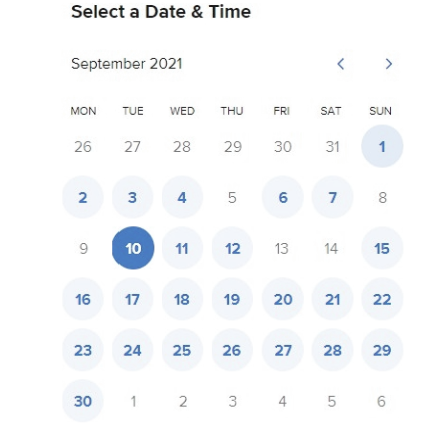 Select a Date & Time
September 2021
MON TUE WED THU FRI SAT SUN
26 27 28 29 30 31 1
2 3 4 5 6 7 8
9 10 11 12 13 14 15
16 17 18 19 20 21 22
23 24 25 26 27 28 29
30 1 2 3 4 5 6